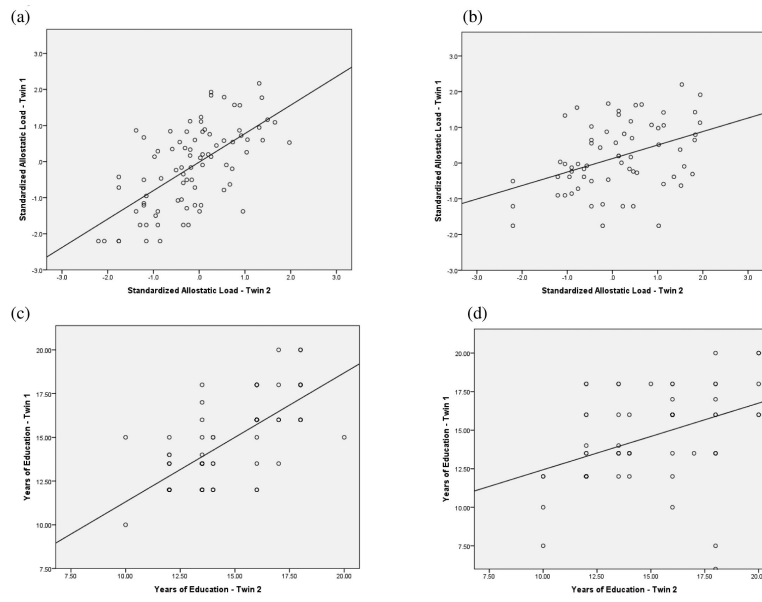 (a)
3.0
2.0
1.0
.0
-1.0
-2.0
-3.0
Standardized Allostatic Load - Twin 1
-3.0 -2.0 -1.0 .0 1.0 2.0 3.0
Standardized Allostatic Load - Twin 2
(b)
3.0
2.0
1.0
.0
-1.0
-2.0
-3.0
Standardized Allostatic Load - Twin 1
-3.0 -2.0 -1.0 .0 1.0 2.0 3.0
Standardized Allostatic Load - Twin 2
(c)
20.00
17.50
15.00
12.50
10.00
7.50
Years of Education - Twin 1
7.50 10.00 12.50 15.00 17.50 20.00
Years of Education - Twin 2
(d)
20.00
17.50
15.00
12.50
10.00
7.50
Years of Education - Twin 1
7.50 10.00 12.50 15.00 17.50 20.00
Years of Education - Twin 2